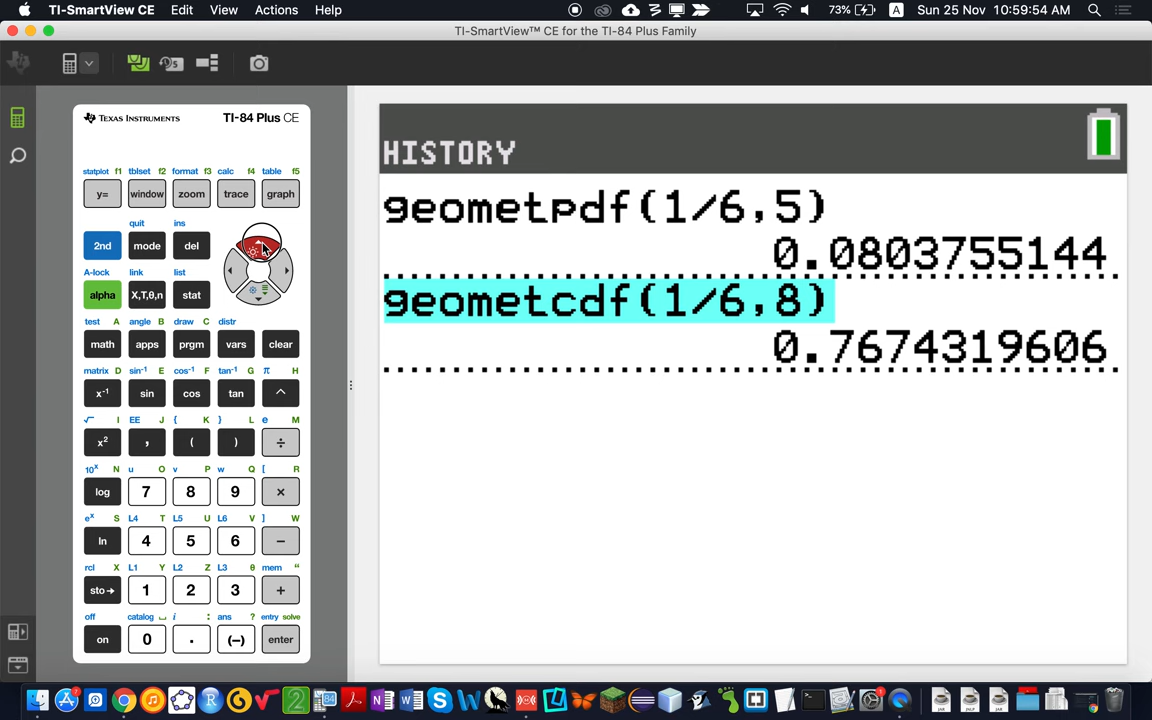 TI-SmartView CE Edit View Actions Help 73% A Sun 25 Nov 10:59:54 AM
TI-SmartView™ CE for the TI-84 Plus Family
TEXAS INSTRUMENTS TI-84 Plus CE
HISTORY
geometpdf(1/6,5)
0.0803755144
geometcdf(1/6,8)
0.7674319606
statplot f1 tblset f2 format f3 calc f4 table f5
y= window zoom trace graph
quit ins
2nd mode del
A-lock link list
alpha X,T,θ,n stat
test A angle B draw C distr
math apps prgm vars clear
matrix D sin⁻¹ E cos⁻¹ F tan⁻¹ G π H
x⁻¹ sin cos tan ^
√ I EE J { K } L e M
x² , ( ) ÷
10ˣ N u O v P w Q [ R
log 7 8 9 ×
eˣ S L4 T L5 U L6 V ] W
ln 4 5 6 −
rcl X L1 Y L2 Z L3 θ mem “
sto→ 1 2 3 +
off catalog ␣ i : ans ? entry solve
on 0 . (−) enter